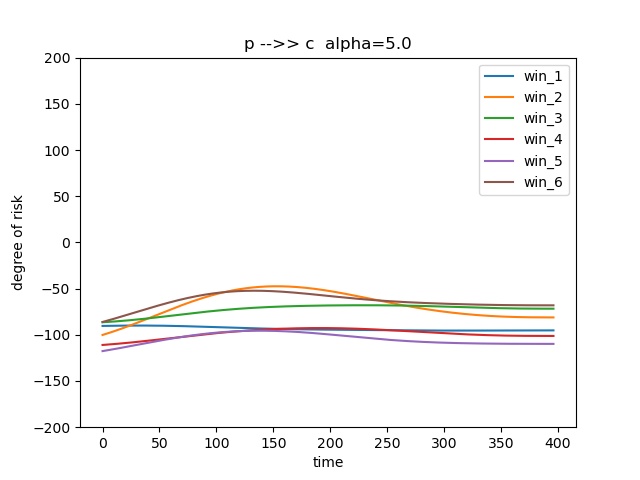 p -->> c  alpha=5.0
degree of risk
200
150
100
50
0
−50
−100
−150
−200
win_1
win_2
win_3
win_4
win_5
win_6
0 50 100 150 200 250 300 350 400
time